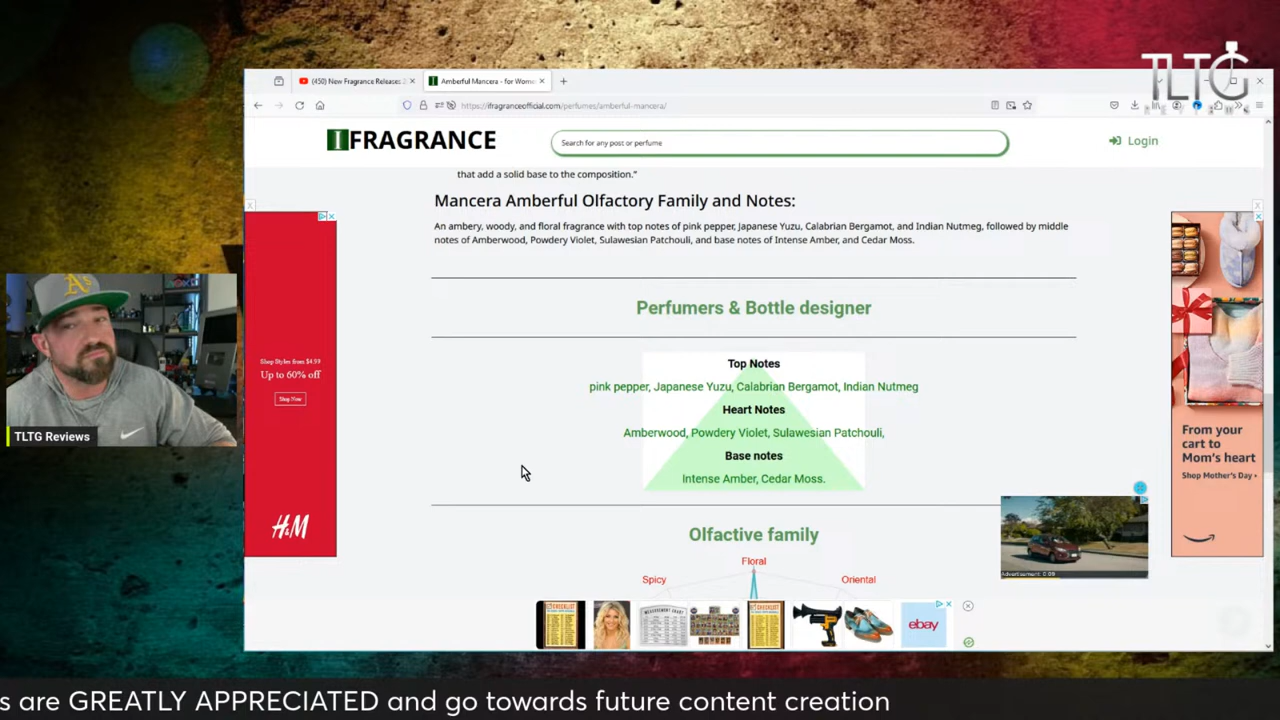 TLTG
(450) New Fragrance Releases 2
Amberful Mancera - for Wom
https://ifragranceofficial.com/perfumes/amberful-mancera/
IFRAGRANCE
Search for any post or perfume
Login
that add a solid base to the composition."
Mancera Amberful Olfactory Family and Notes:
An ambery, woody, and floral fragrance with top notes of pink pepper, Japanese Yuzu, Calabrian Bergamot, and Indian Nutmeg, followed by middle
notes of Amberwood, Powdery Violet, Sulawesian Patchouli, and base notes of Intense Amber, and Cedar Moss.
Perfumers & Bottle designer
Top Notes
pink pepper, Japanese Yuzu, Calabrian Bergamot, Indian Nutmeg
Heart Notes
Amberwood, Powdery Violet, Sulawesian Patchouli,
Base notes
Intense Amber, Cedar Moss.
Olfactive family
Floral
Spicy
Oriental
Shop Styles from $4.99
Up to 60% off
Shop Now
H&M
From your
cart to
Mom's heart
Shop Mother's Day ›
Advertisement: 0:09
CHECKLIST
CHECKLIST
ebay
TLTG Reviews
s are GREATLY APPRECIATED and go towards future content creation